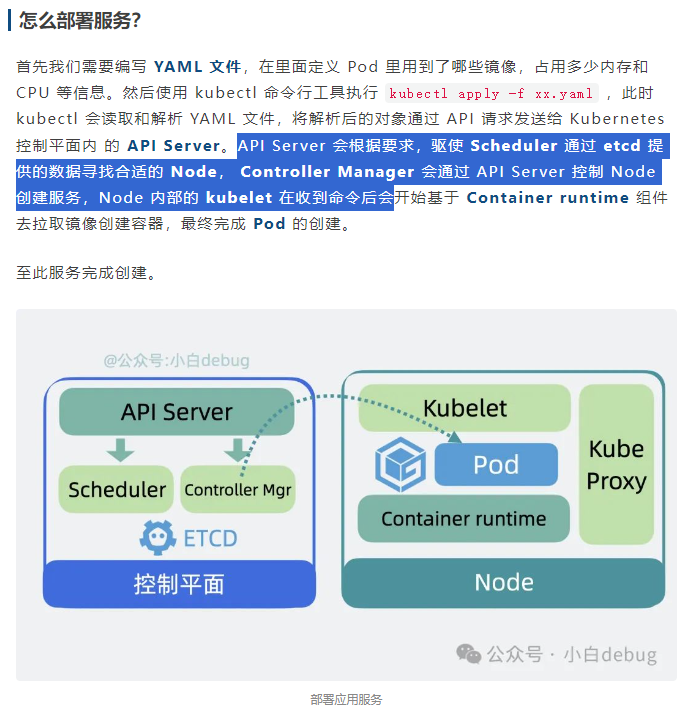 怎么部署服务？
首先我们需要编写 YAML 文件，在里面定义 Pod 里用到了哪些镜像，占用多少内存和
CPU 等信息。然后使用 kubectl 命令行工具执行 kubectl apply -f xx.yaml ，此时
kubectl 会读取和解析 YAML 文件，将解析后的对象通过 API 请求发送给 Kubernetes
控制平面内 的 API Server。API Server 会根据要求，驱使 Scheduler 通过 etcd 提
供的数据寻找合适的 Node， Controller Manager 会通过 API Server 控制 Node
创建服务，Node 内部的 kubelet 在收到命令后会开始基于 Container runtime 组件
去拉取镜像创建容器，最终完成 Pod 的创建。
至此服务完成创建。
@公众号:小白debug
API Server
Scheduler
Controller Mgr
ETCD
控制平面
Kubelet
Pod
Container runtime
Kube
Proxy
Node
公众号 · 小白debug
部署应用服务